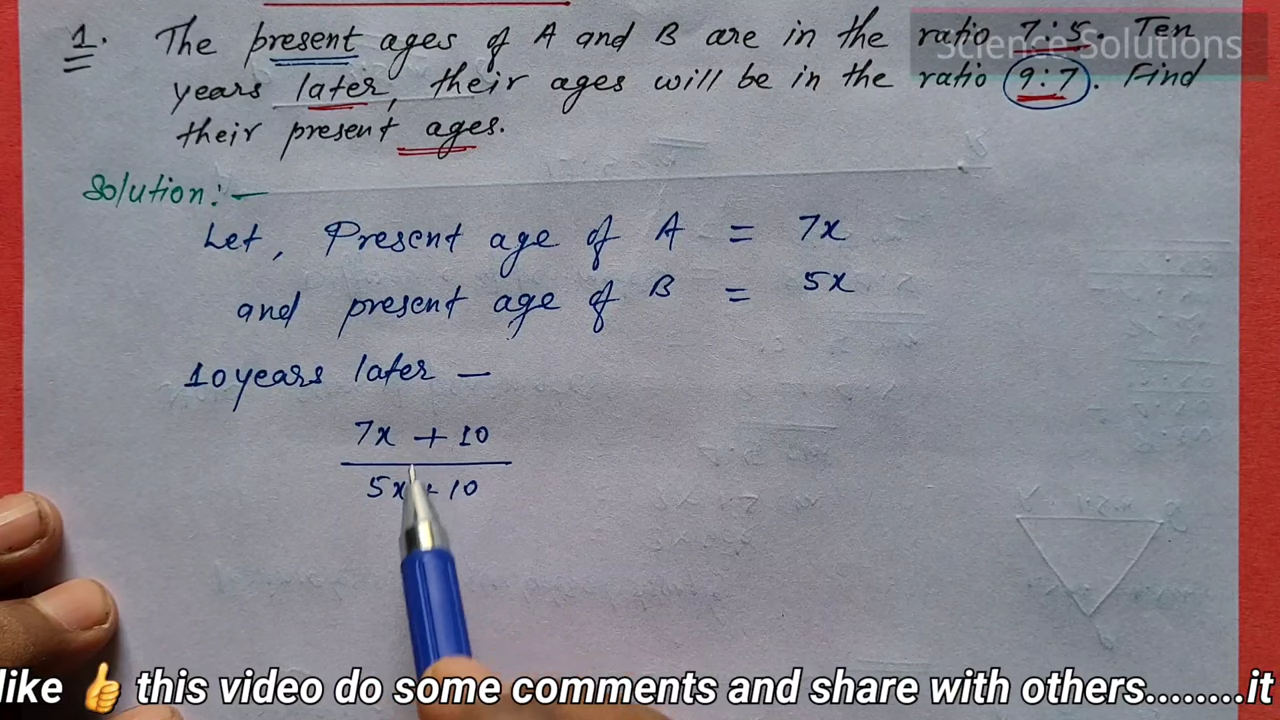 1. The present ages of A and B are in the ratio 7:5. Ten
Science Solutions
years later, their ages will be in the ratio 9:7. Find
their present ages.
Solution:-
Let, Present age of A = 7x
and present age of B = 5x
10 years later -
7x + 10
5x + 10
like 👍 this video do some comments and share with others........it